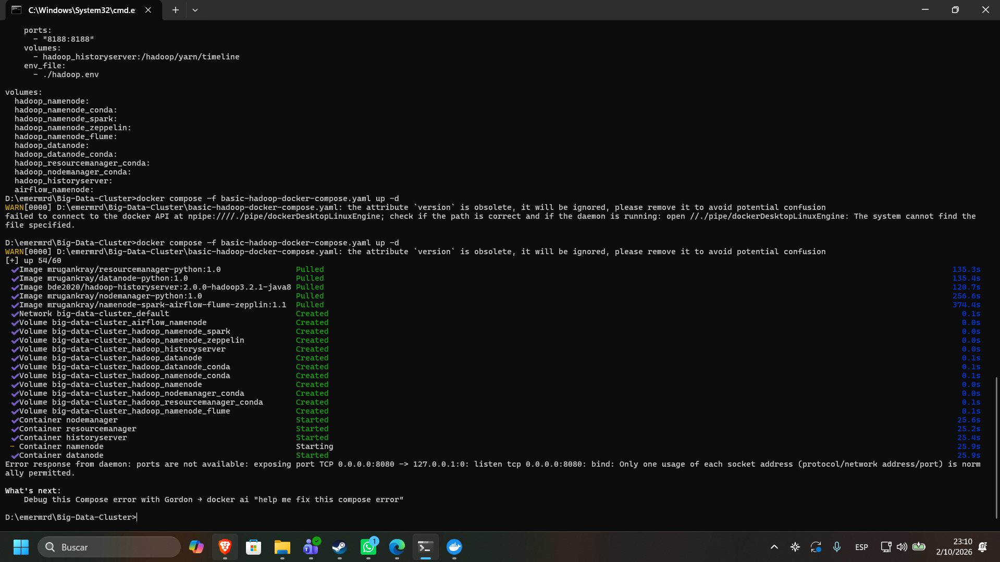 C:\Windows\System32\cmd.e
    ports:
      - "8188:8188"
    volumes:
      - hadoop_historyserver:/hadoop/yarn/timeline
    env_file:
      - ./hadoop.env
volumes:
  hadoop_namenode:
  hadoop_namenode_conda:
  hadoop_namenode_spark:
  hadoop_namenode_zeppelin:
  hadoop_namenode_flume:
  hadoop_datanode:
  hadoop_datanode_conda:
  hadoop_resourcemanager_conda:
  hadoop_nodemanager_conda:
  hadoop_historyserver:
  airflow_namenode:
D:\emermrd\Big-Data-Cluster>docker compose -f basic-hadoop-docker-compose.yaml up -d
WARN[0000] D:\emermrd\Big-Data-Cluster\basic-hadoop-docker-compose.yaml: the attribute `version` is obsolete, it will be ignored, please remove it to avoid potential confusion
failed to connect to the docker API at npipe:////./pipe/dockerDesktopLinuxEngine; check if the path is correct and if the daemon is running: open //./pipe/dockerDesktopLinuxEngine: The system cannot find the
file specified.
D:\emermrd\Big-Data-Cluster>docker compose -f basic-hadoop-docker-compose.yaml up -d
WARN[0000] D:\emermrd\Big-Data-Cluster\basic-hadoop-docker-compose.yaml: the attribute `version` is obsolete, it will be ignored, please remove it to avoid potential confusion
[+] up 54/60
✔Image mrugankray/resourcemanager-python:1.0 Pulled 135.3s
✔Image mrugankray/datanode-python:1.0 Pulled 135.4s
✔Image bde2020/hadoop-historyserver:2.0.0-hadoop3.2.1-java8 Pulled 120.7s
✔Image mrugankray/nodemanager-python:1.0 Pulled 256.6s
✔Image mrugankray/namenode-spark-airflow-flume-zepplin:1.1 Pulled 374.4s
✔Network big-data-cluster_default Created 0.1s
✔Volume big-data-cluster_airflow_namenode Created 0.0s
✔Volume big-data-cluster_hadoop_namenode_spark Created 0.0s
✔Volume big-data-cluster_hadoop_namenode_zeppelin Created 0.0s
✔Volume big-data-cluster_hadoop_historyserver Created 0.0s
✔Volume big-data-cluster_hadoop_datanode Created 0.1s
✔Volume big-data-cluster_hadoop_datanode_conda Created 0.1s
✔Volume big-data-cluster_hadoop_namenode_conda Created 0.1s
✔Volume big-data-cluster_hadoop_namenode Created 0.0s
✔Volume big-data-cluster_hadoop_nodemanager_conda Created 0.0s
✔Volume big-data-cluster_hadoop_resourcemanager_conda Created 0.1s
✔Volume big-data-cluster_hadoop_namenode_flume Created 0.1s
✔Container nodemanager Started 25.6s
✔Container resourcemanager Started 25.2s
✔Container historyserver Started 25.4s
- Container namenode Starting 25.9s
✔Container datanode Started 25.9s
Error response from daemon: ports are not available: exposing port TCP 0.0.0.0:8080 -> 127.0.0.1:0: listen tcp 0.0.0.0:8080: bind: Only one usage of each socket address (protocol/network address/port) is norm
ally permitted.
What's next:
    Debug this Compose error with Gordon → docker ai "help me fix this compose error"
D:\emermrd\Big-Data-Cluster>
Buscar
1
ESP
23:10
2/10/2026